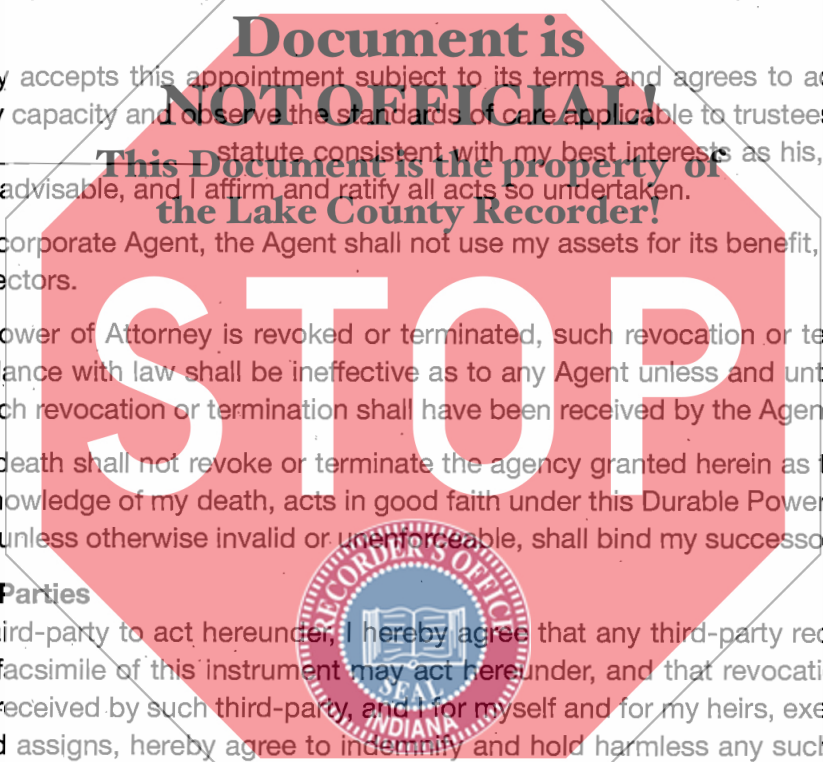 Document is
accepts this appointment subject to its terms and agrees to
NOT OFFICIAL!
capacity and observe the standards of care applicable to trustees
statute consistent with my best interests as his,
This Document is the property of
advisable, and I affirm and ratify all acts so undertaken.
the Lake County Recorder!
corporate Agent, the Agent shall not use my assets for its benefit,
ectors.
STOP
ower of Attorney is revoked or terminated, such revocation or te
ance with law shall be ineffective as to any Agent unless and unt
ch revocation or termination shall have been received by the Agen
death shall not revoke or terminate the agency granted herein as
owledge of my death, acts in good faith under this Durable Power
unless otherwise invalid or unenforceable, shall bind my successo
Parties
ird-party to act hereunder, I hereby agree that any third-party rec
facsimile of this instrument may act hereunder, and that revocati
received by such third-party, and I for myself and for my heirs, exe
assigns, hereby agree to indemnify and hold harmless any such
RECORDER'S OFFICE
SEAL
INDIANA